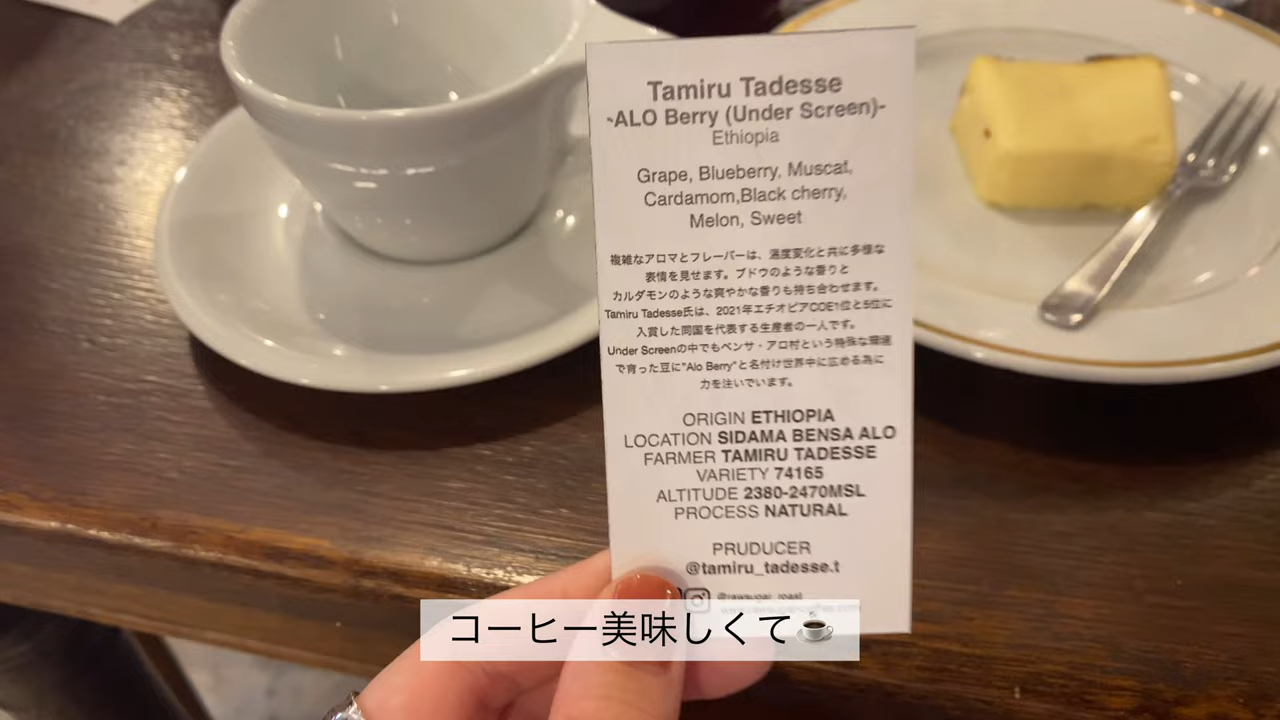 Tamiru Tadesse
-ALO Berry (Under Screen)-
Ethiopia
Grape, Blueberry, Muscat,
Cardamom,Black cherry,
Melon, Sweet
複雑なアロマとフレーバーは、温度変化と共に多様な
表情を見せます。ブドウのような香りと
カルダモンのような爽やかな香りも持ち合わせます。
Tamiru Tadesse氏は、2021年エチオピアCOE1位と5位に
入賞した同国を代表する生産者の一人です。
Under Screenの中でもベンサ・アロ村という特殊な環境
で育った豆に"Alo Berry"と名付け世界中に広める為に
力を注いでいます。
ORIGIN ETHIOPIA
LOCATION SIDAMA BENSA ALO
FARMER TAMIRU TADESSE
VARIETY 74165
ALTITUDE 2380-2470MSL
PROCESS NATURAL
PRUDUCER
@tamiru_tadesse.t
コーヒー美味しくて☕